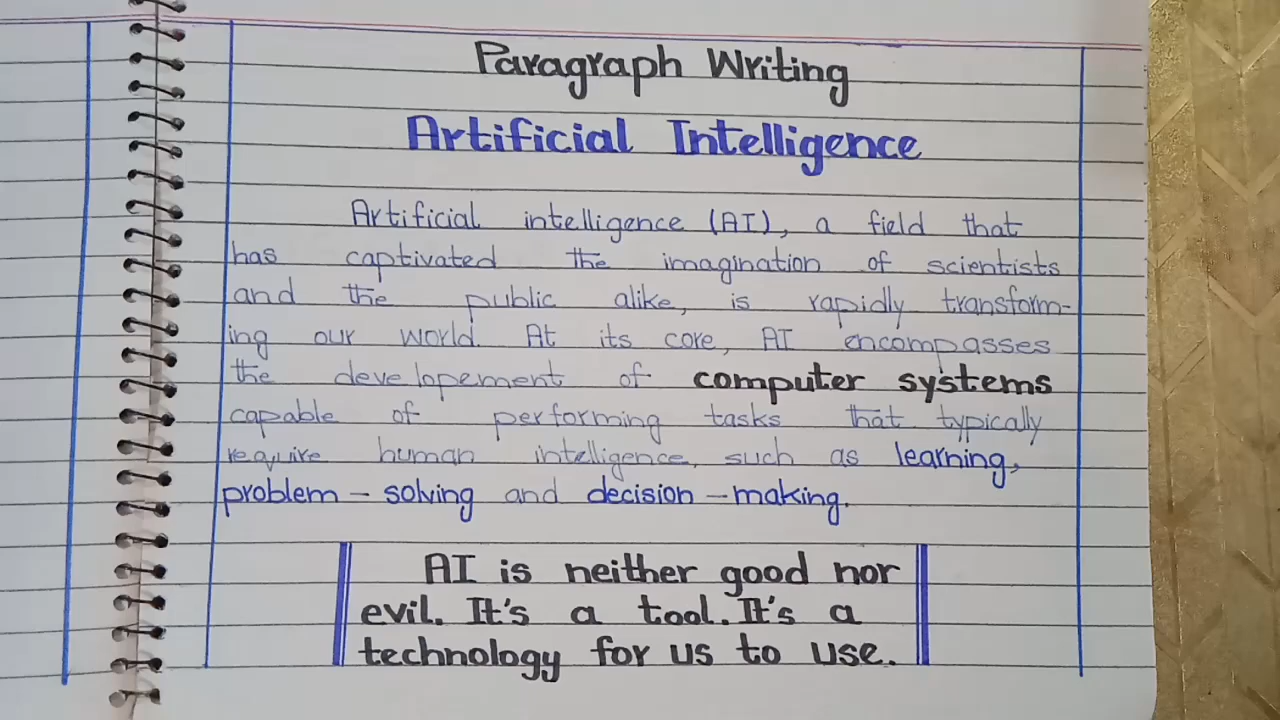 Paragraph Writing
Artificial Intelligence
Artificial intelligence (AI), a field that
has captivated the imagination of scientists
and the public alike, is rapidly transform-
ing our world. At its core, AI encompasses
the developement of computer systems
capable of performing tasks that typically
require human intelligence, such as learning,
problem - solving and decision - making.
AI is neither good nor
evil. It's a tool. It's a
technology for us to use.